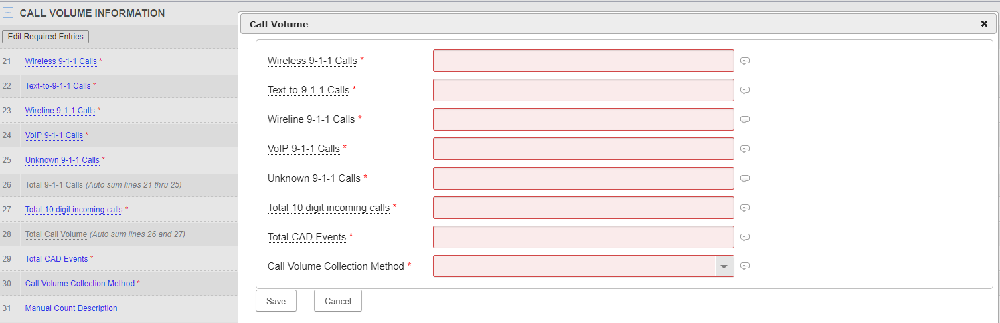 CALL VOLUME INFORMATION
Edit Required Entries
21 Wireless 9-1-1 Calls *
22 Text-to-9-1-1 Calls *
23 Wireline 9-1-1 Calls *
24 VoIP 9-1-1 Calls *
25 Unknown 9-1-1 Calls *
26 Total 9-1-1 Calls (Auto sum lines 21 thru 25)
27 Total 10 digit incoming calls *
28 Total Call Volume (Auto sum lines 26 and 27)
29 Total CAD Events *
30 Call Volume Collection Method *
31 Manual Count Description
Call Volume
Wireless 9-1-1 Calls *
Text-to-9-1-1 Calls *
Wireline 9-1-1 Calls *
VoIP 9-1-1 Calls *
Unknown 9-1-1 Calls *
Total 10 digit incoming calls *
Total CAD Events *
Call Volume Collection Method *
Save Cancel